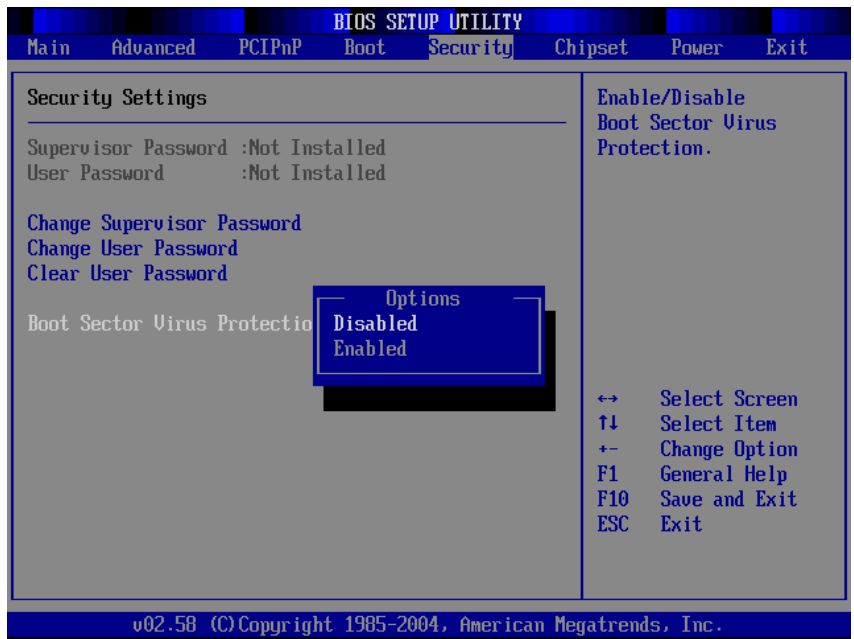 BIOS SETUP UTILITY
Main Advanced PCIPnP Boot Security Chipset Power Exit
Security Settings
Supervisor Password :Not Installed
User Password :Not Installed
Change Supervisor Password
Change User Password
Clear User Password
Boot Sector Virus Protectio
Options
Disabled
Enabled
Enable/Disable
Boot Sector Virus
Protection.
↔ Select Screen
↑↓ Select Item
+- Change Option
F1 General Help
F10 Save and Exit
ESC Exit
v02.58 (C)Copyright 1985-2004, American Megatrends, Inc.